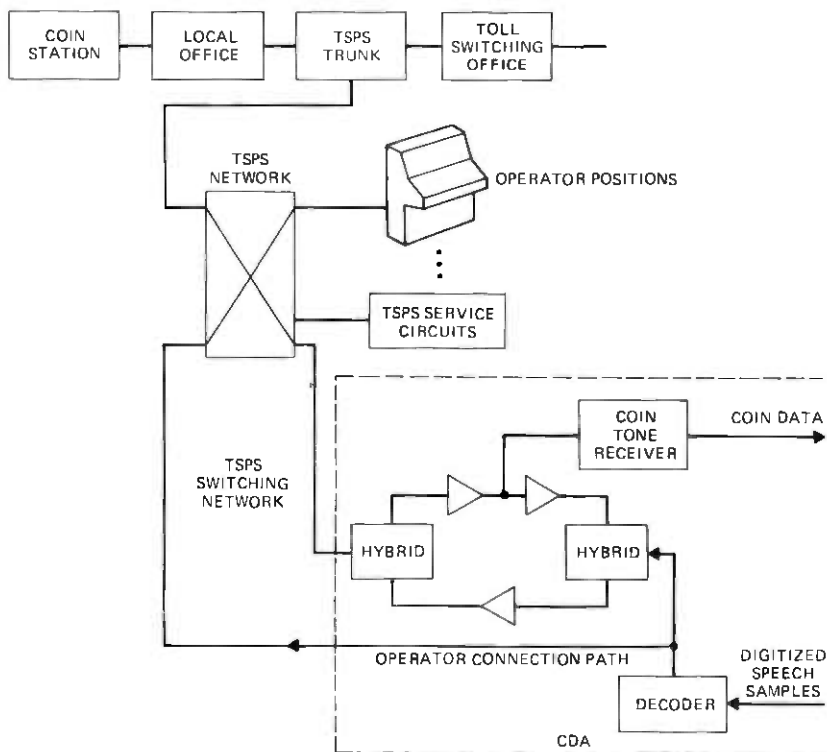 COIN
STATION
LOCAL
OFFICE
TSPS
TRUNK
TOLL
SWITCHING
OFFICE
TSPS
NETWORK
OPERATOR POSITIONS
TSPS SERVICE
CIRCUITS
COIN
TONE
RECEIVER
COIN DATA
TSPS
SWITCHING
NETWORK
HYBRID
HYBRID
OPERATOR CONNECTION PATH
DIGITIZED
SPEECH
SAMPLES
DECODER
CDA